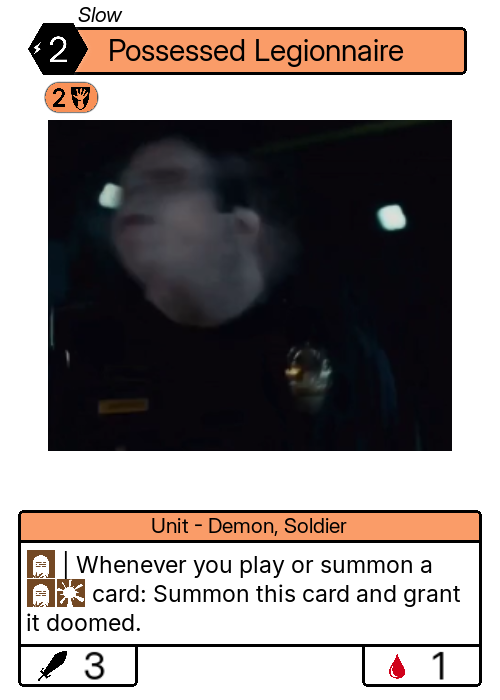 Slow
2 Possessed Legionnaire
2
Unit - Demon, Soldier
| Whenever you play or summon a
card: Summon this card and grant
it doomed.
3 1